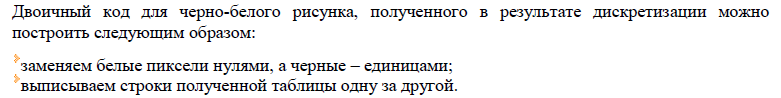 Двоичный код для черно-белого рисунка, полученного в результате дискретизации можно
построить следующим образом:
заменяем белые пиксели нулями, а черные – единицами;
выписываем строки полученной таблицы одну за другой.